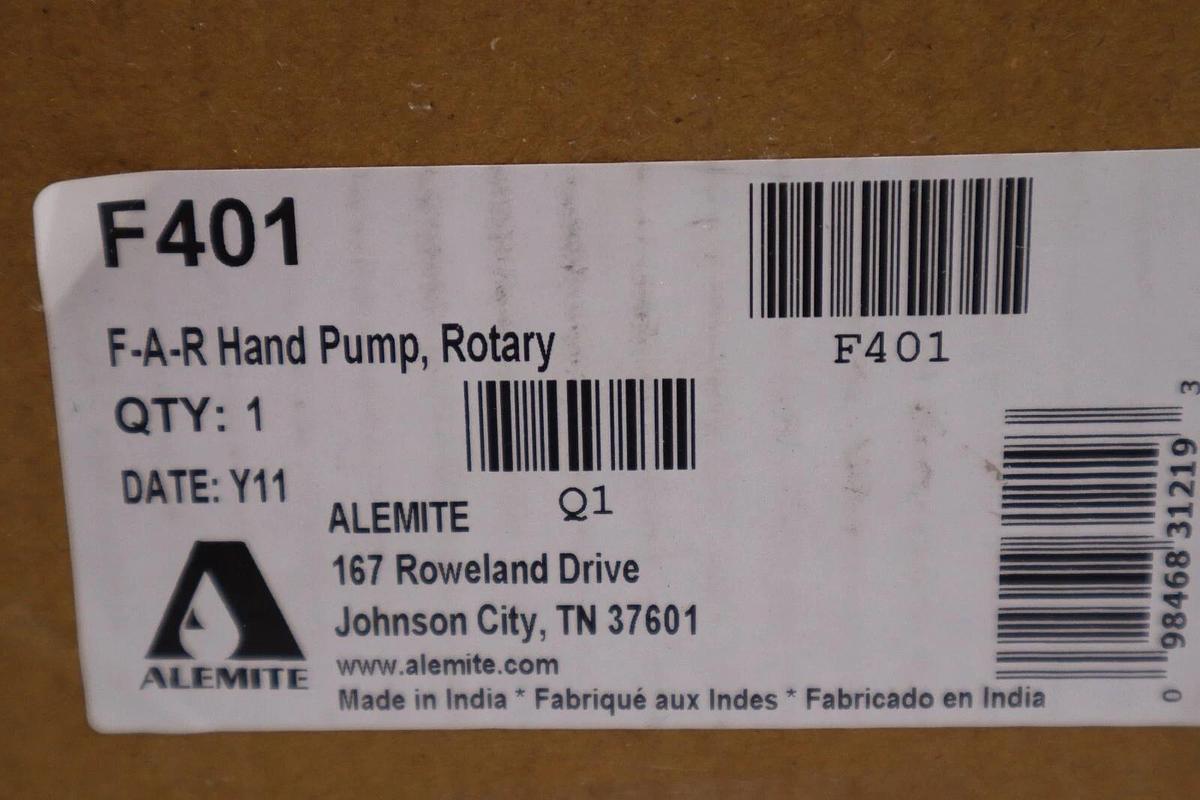 F401
F401
F-A-R Hand Pump, Rotary
QTY: 1
Q1
DATE: Y11
ALEMITE
167 Roweland Drive
Johnson City, TN 37601
www.alemite.com
Made in India * Fabriqué aux Indes * Fabricado en India
ALEMITE
0 98468 31219 3